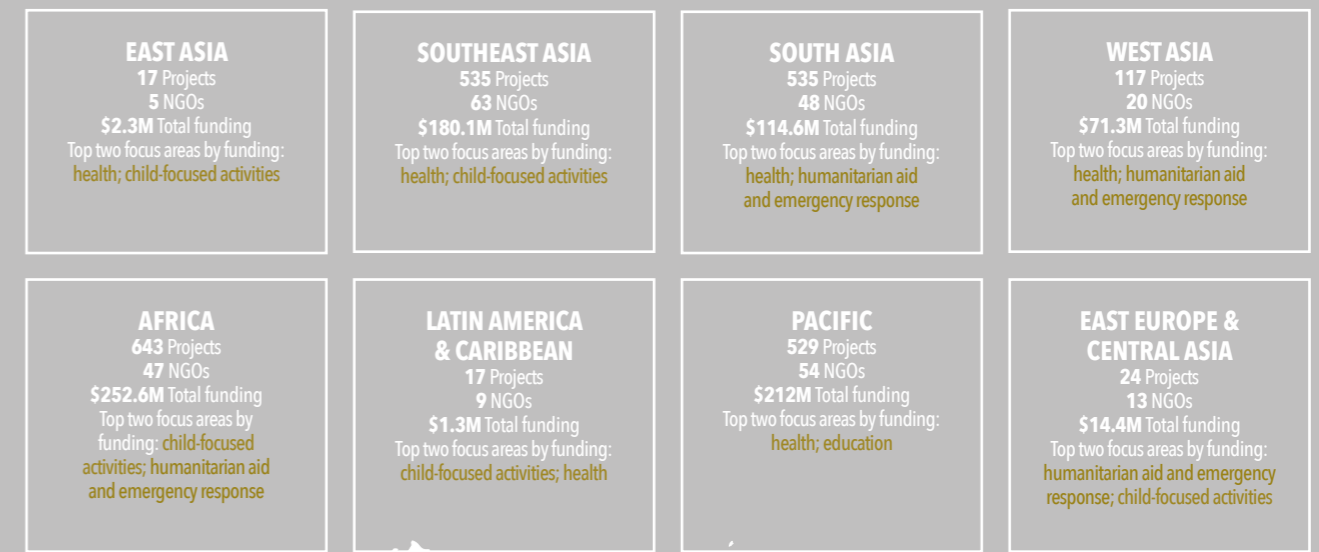 EAST ASIA
17 Projects
5 NGOs
$2.3M Total funding
Top two focus areas by funding:
health; child-focused activities
SOUTHEAST ASIA
535 Projects
63 NGOs
$180.1M Total funding
Top two focus areas by funding:
health; child-focused activities
SOUTH ASIA
535 Projects
48 NGOs
$114.6M Total funding
Top two focus areas by funding:
health; humanitarian aid
and emergency response
WEST ASIA
117 Projects
20 NGOs
$71.3M Total funding
Top two focus areas by funding:
health; humanitarian aid
and emergency response
AFRICA
643 Projects
47 NGOs
$252.6M Total funding
Top two focus areas by
funding: child-focused
activities; humanitarian aid
and emergency response
LATIN AMERICA
& CARIBBEAN
17 Projects
9 NGOs
$1.3M Total funding
Top two focus areas by funding:
child-focused activities; health
PACIFIC
529 Projects
54 NGOs
$212M Total funding
Top two focus areas by funding:
health; education
EAST EUROPE &
CENTRAL ASIA
24 Projects
13 NGOs
$14.4M Total funding
Top two focus areas by funding:
humanitarian aid and emergency
response; child-focused activities